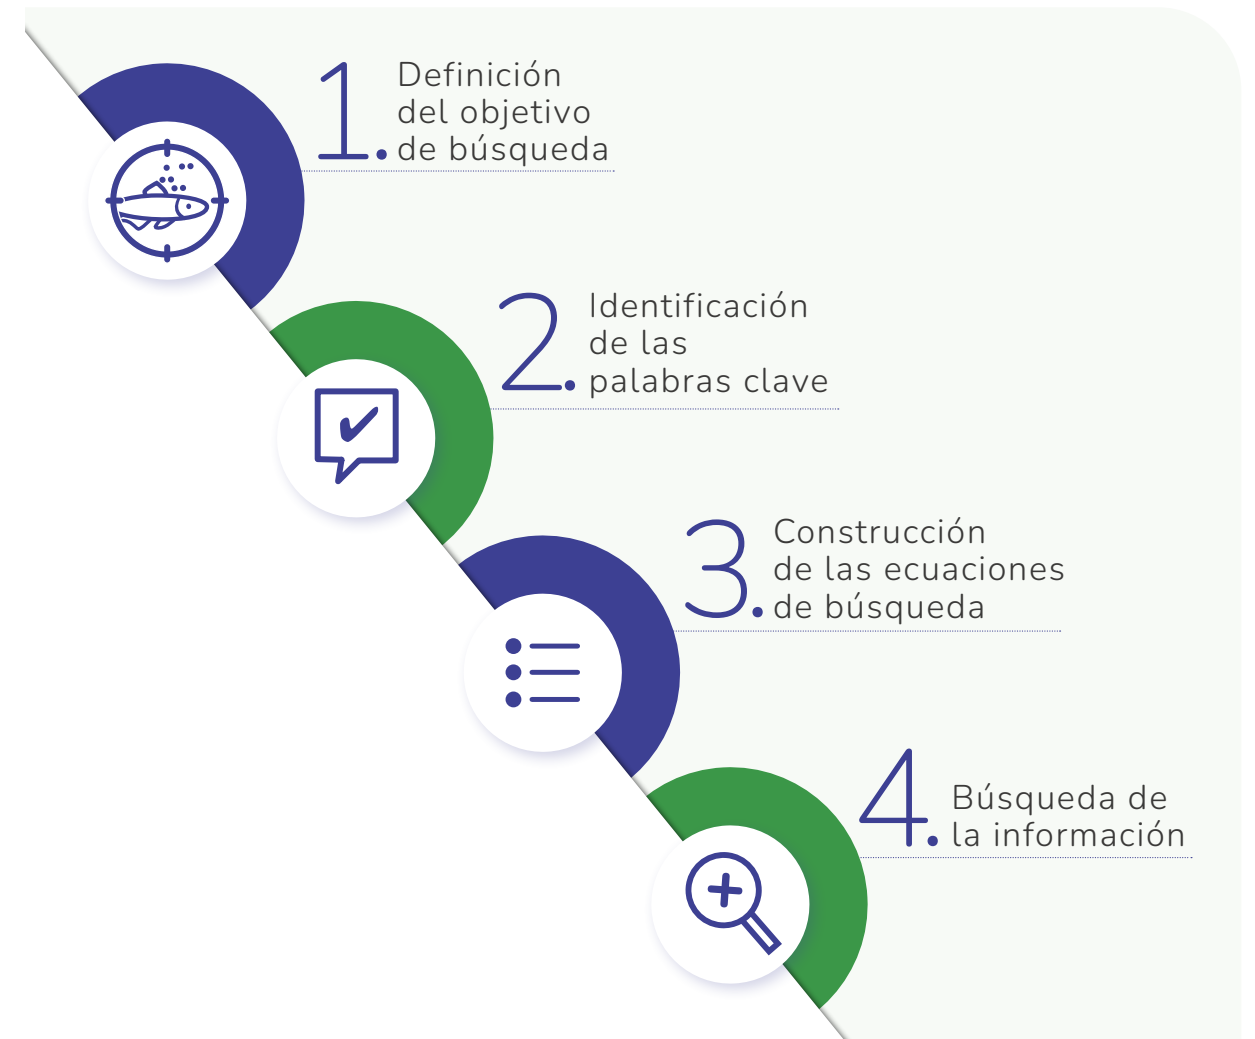 1. Definición
del objetivo
de búsqueda
2. Identificación
de las
palabras clave
3. Construcción
de las ecuaciones
de búsqueda
4. Búsqueda de
la información